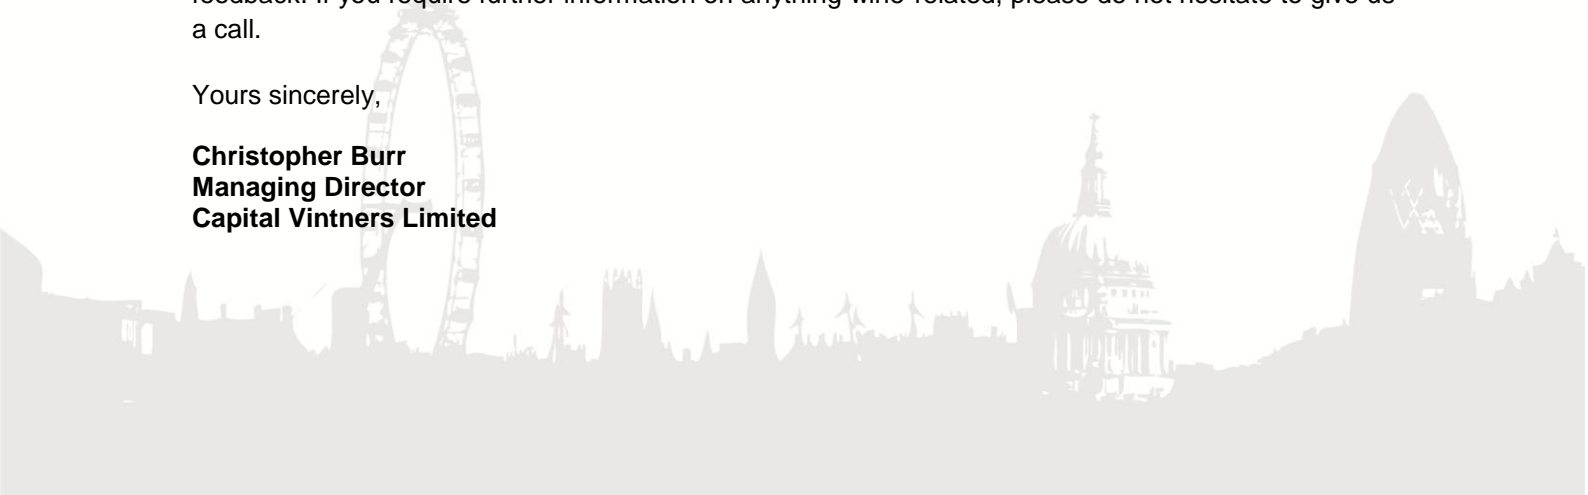 feedback. If you require further information on anything wine-related, please do not hesitate to give us
a call.
Yours sincerely,
Christopher Burr
Managing Director
Capital Vintners Limited